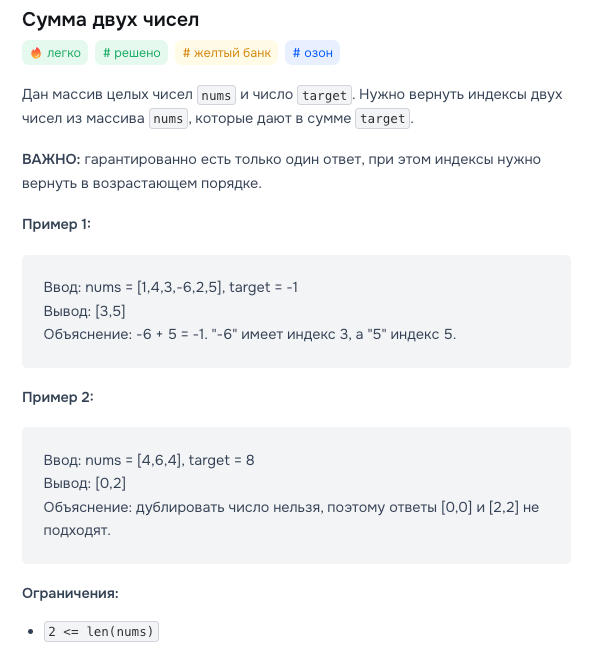 Сумма двух чисел
легко # решено # желтый банк # озон
Дан массив целых чисел nums и число target. Нужно вернуть индексы двух
чисел из массива nums, которые дают в сумме target.
ВАЖНО: гарантированно есть только один ответ, при этом индексы нужно
вернуть в возрастающем порядке.
Пример 1:
Ввод: nums = [1,4,3,-6,2,5], target = -1
Вывод: [3,5]
Объяснение: -6 + 5 = -1. "-6" имеет индекс 3, а "5" индекс 5.
Пример 2:
Ввод: nums = [4,6,4], target = 8
Вывод: [0,2]
Объяснение: дублировать число нельзя, поэтому ответы [0,0] и [2,2] не
подходят.
Ограничения:
• 2 <= len(nums)